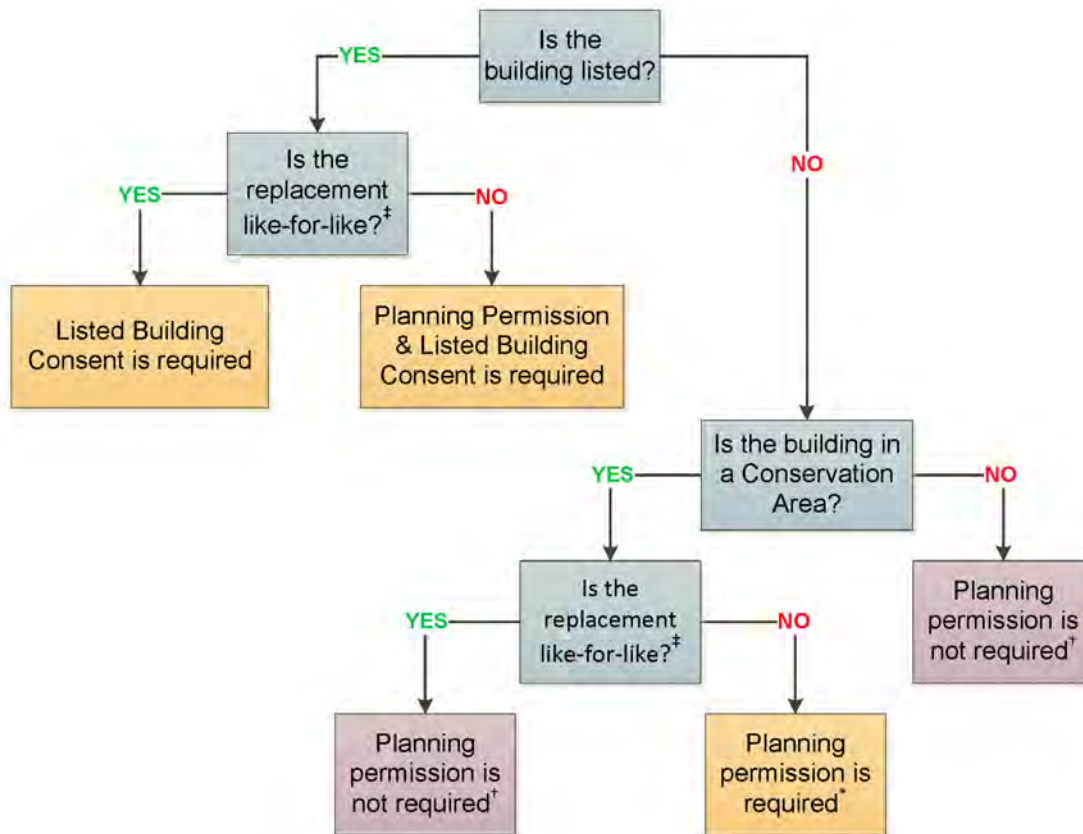 Is the
building listed?
YES
NO
Is the
replacement
like-for-like?‡
YES
NO
Listed Building
Consent is required
Planning Permission
& Listed Building
Consent is required
Is the building in
a Conservation
Area?
YES
NO
Is the
replacement
like-for-like?‡
YES
NO
Planning
permission is
not required†
Planning
permission is
not required†
Planning
permission is
required*